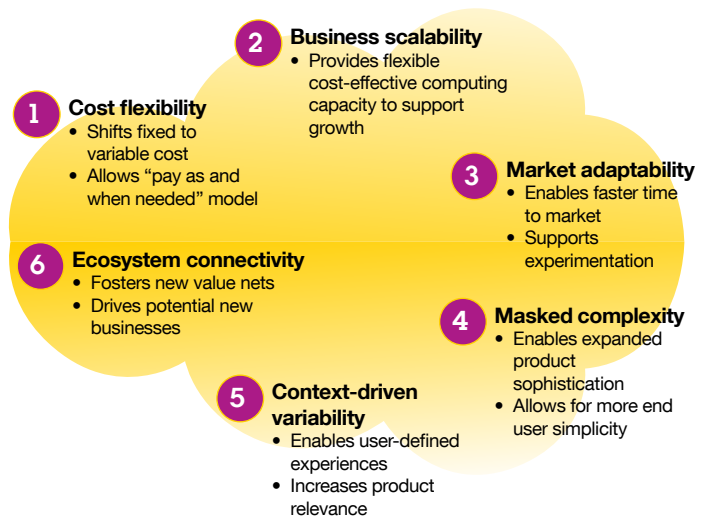 1
Cost flexibility
• Shifts fixed to
variable cost
• Allows “pay as and
when needed” model
2
Business scalability
• Provides flexible
cost-effective computing
capacity to support
growth
3
Market adaptability
• Enables faster time
to market
• Supports
experimentation
4
Masked complexity
• Enables expanded
product
sophistication
• Allows for more end
user simplicity
5
Context-driven
variability
• Enables user-defined
experiences
• Increases product
relevance
6
Ecosystem connectivity
• Fosters new value nets
• Drives potential new
businesses